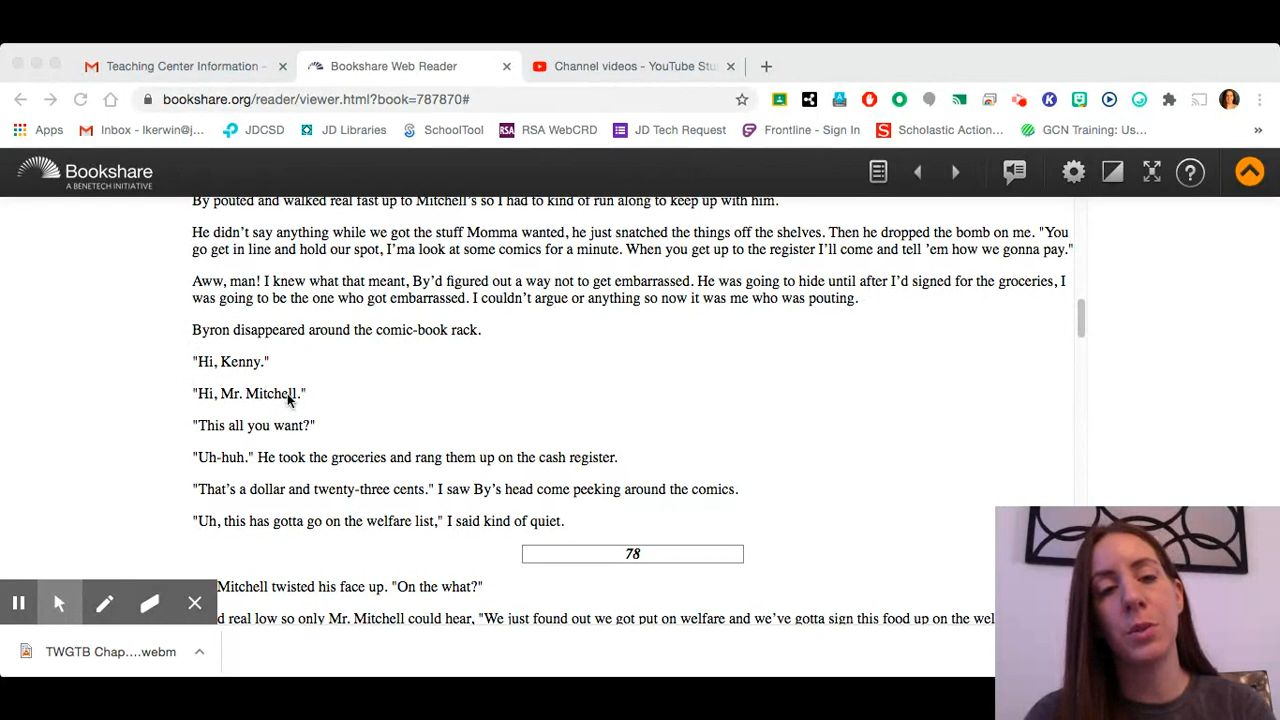 Teaching Center Information -
Bookshare Web Reader
Channel videos - YouTube Stu
bookshare.org/reader/viewer.html?book=787870#
Apps
Inbox - lkerwin@j...
JDCSD
JD Libraries
SchoolTool
RSA WebCRD
JD Tech Request
Frontline - Sign In
Scholastic Action...
GCN Training: Us...
Bookshare
A BENETECH INITIATIVE
By pouted and walked real fast up to Mitchell's so I had to kind of run along to keep up with him.
He didn't say anything while we got the stuff Momma wanted, he just snatched the things off the shelves. Then he dropped the bomb on me. "You
go get in line and hold our spot, I'ma look at some comics for a minute. When you get up to the register I'll come and tell 'em how we gonna pay."
Aww, man! I knew what that meant, By'd figured out a way not to get embarrassed. He was going to hide until after I'd signed for the groceries, I
was going to be the one who got embarrassed. I couldn't argue or anything so now it was me who was pouting.
Byron disappeared around the comic-book rack.
"Hi, Kenny."
"Hi, Mr. Mitchell."
"This all you want?"
"Uh-huh." He took the groceries and rang them up on the cash register.
"That's a dollar and twenty-three cents." I saw By's head come peeking around the comics.
"Uh, this has gotta go on the welfare list," I said kind of quiet.
78
Mitchell twisted his face up. "On the what?"
d real low so only Mr. Mitchell could hear, "We just found out we got put on welfare and we've gotta sign this food up on the wel
TWGTB Chap....webm